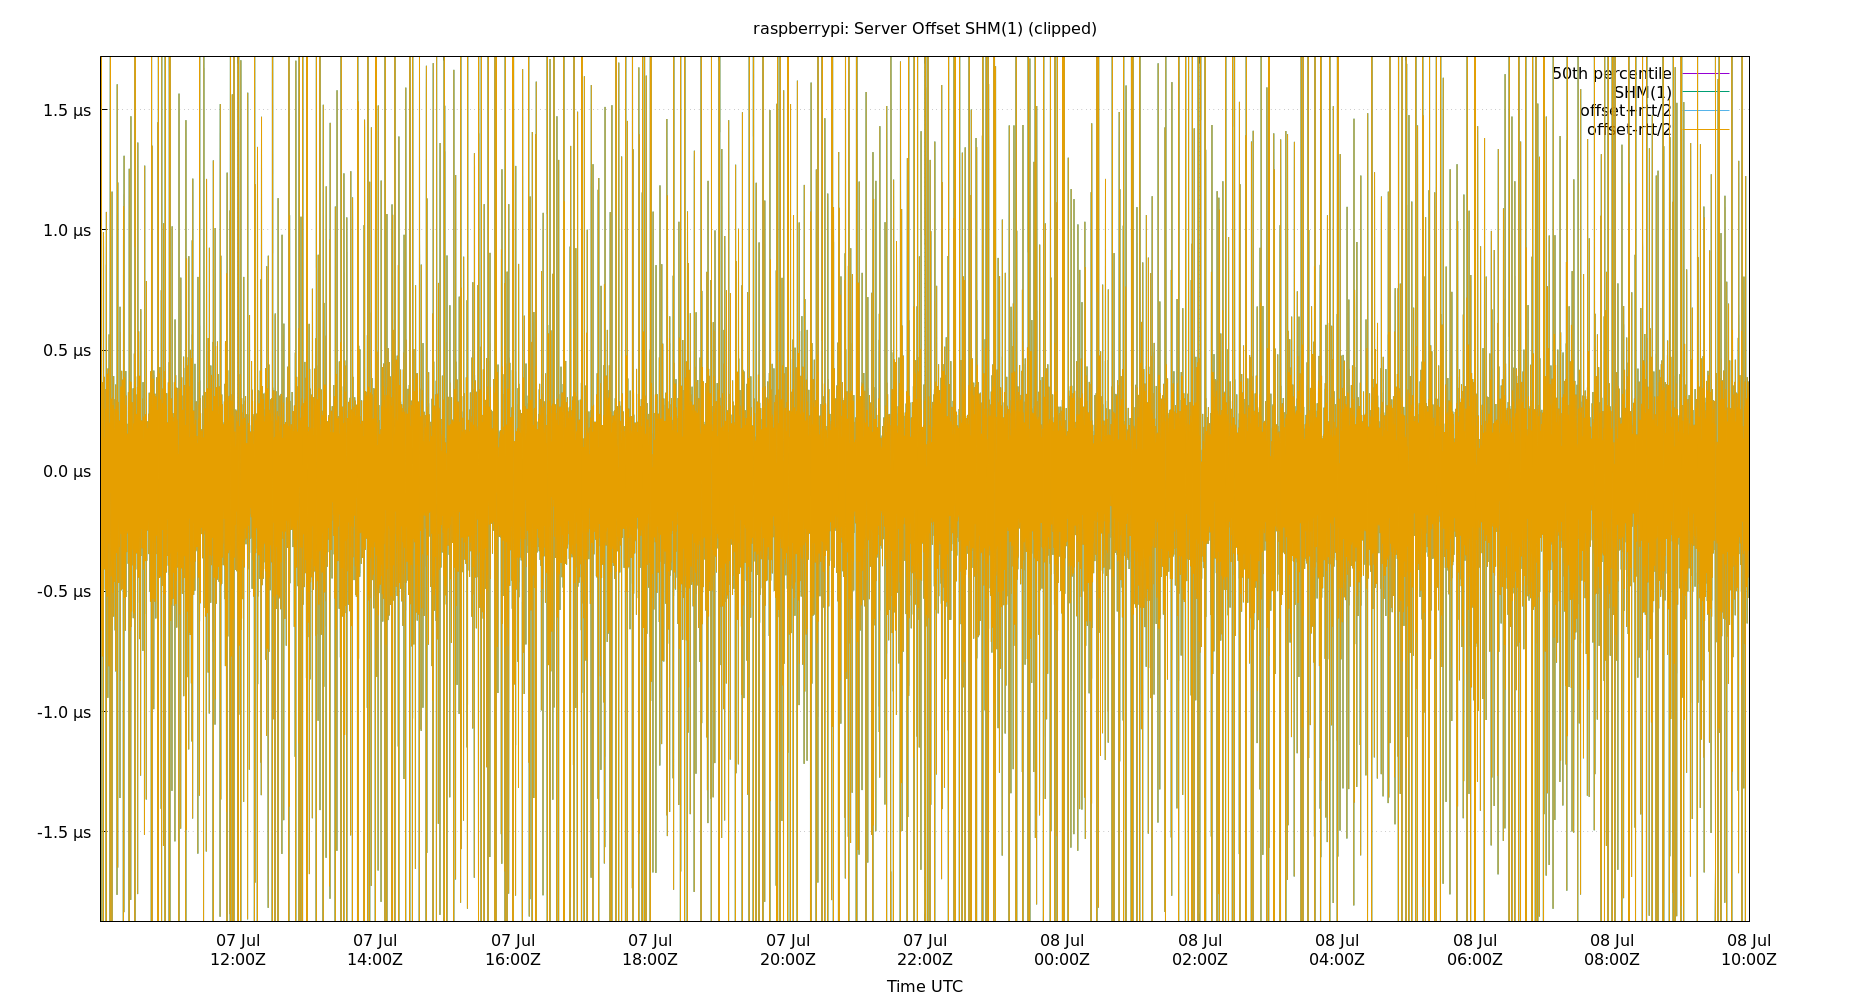 raspberrypi: Server Offset SHM(1) (clipped)
50th percentile
SHM(1)
offset+rtt/2
offset-rtt/2
1.5 µs
1.0 µs
0.5 µs
0.0 µs
-0.5 µs
-1.0 µs
-1.5 µs
07 Jul 07 Jul 07 Jul 07 Jul 07 Jul 07 Jul 08 Jul 08 Jul 08 Jul 08 Jul 08 Jul 08 Jul
12:00Z 14:00Z 16:00Z 18:00Z 20:00Z 22:00Z 00:00Z 02:00Z 04:00Z 06:00Z 08:00Z 10:00Z
Time UTC